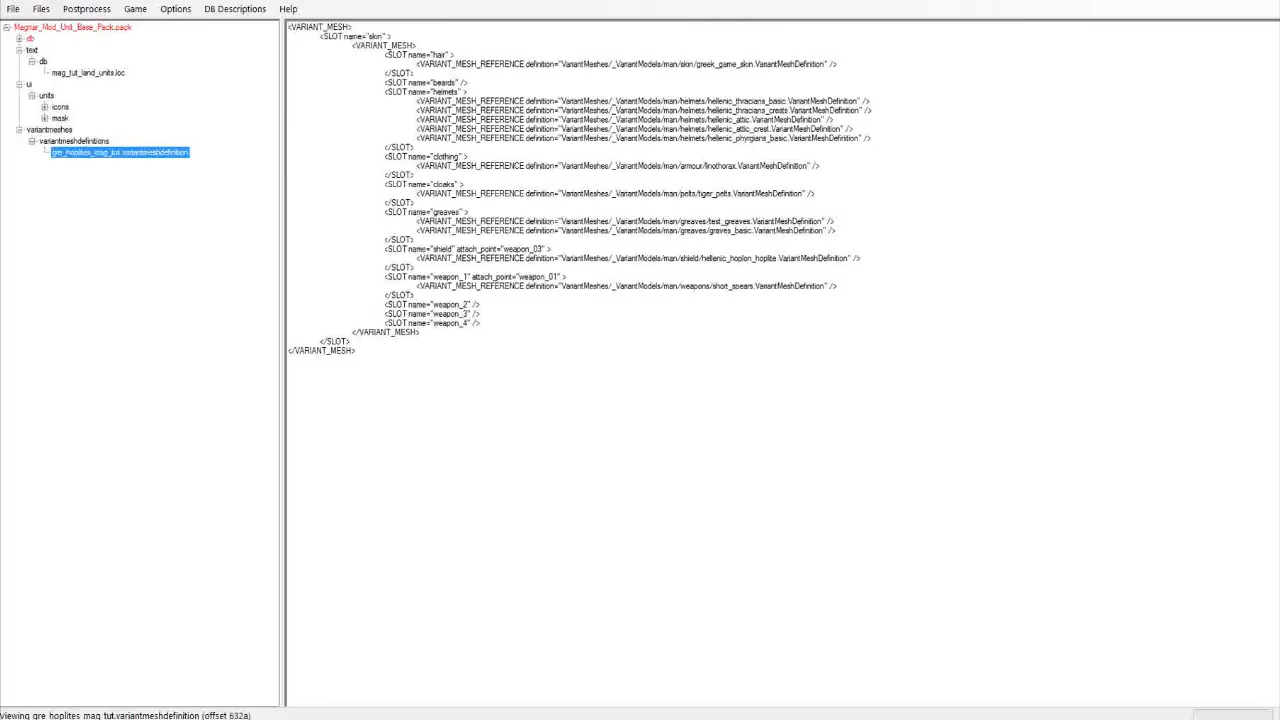 File Files Postprocess Game Options DB Descriptions Help
Magnar_Mod_Unit_Base_Pack.pack
db
text
db
mag_tut_land_units.loc
ui
units
icons
mask
variantmeshes
variantmeshdefinitions
gre_hoplites_mag_tut.variantmeshdefinition
<VARIANT_MESH>
<SLOT name="skin" >
<VARIANT_MESH>
<SLOT name="hair" >
<VARIANT_MESH_REFERENCE definition="VariantMeshes/_VariantModels/man/skin/greek_game_skin.VariantMeshDefinition" />
</SLOT>
<SLOT name="beards" />
<SLOT name="helmets" >
<VARIANT_MESH_REFERENCE definition="VariantMeshes/_VariantModels/man/helmets/hellenic_thracians_basic.VariantMeshDefinition" />
<VARIANT_MESH_REFERENCE definition="VariantMeshes/_VariantModels/man/helmets/hellenic_thracians_crests.VariantMeshDefinition" />
<VARIANT_MESH_REFERENCE definition="VariantMeshes/_VariantModels/man/helmets/hellenic_attic.VariantMeshDefinition" />
<VARIANT_MESH_REFERENCE definition="VariantMeshes/_VariantModels/man/helmets/hellenic_attic_crest.VariantMeshDefinition" />
<VARIANT_MESH_REFERENCE definition="VariantMeshes/_VariantModels/man/helmets/hellenic_phyrgians_basic.VariantMeshDefinition" />
</SLOT>
<SLOT name="clothing" >
<VARIANT_MESH_REFERENCE definition="VariantMeshes/_VariantModels/man/armour/linothorax.VariantMeshDefinition" />
</SLOT>
<SLOT name="cloaks" >
<VARIANT_MESH_REFERENCE definition="VariantMeshes/_VariantModels/man/pelts/tiger_pelts.VariantMeshDefinition" />
</SLOT>
<SLOT name="greaves" >
<VARIANT_MESH_REFERENCE definition="VariantMeshes/_VariantModels/man/greaves/test_greaves.VariantMeshDefinition" />
<VARIANT_MESH_REFERENCE definition="VariantMeshes/_VariantModels/man/greaves/graves_basic.VariantMeshDefinition" />
</SLOT>
<SLOT name="shield" attach_point="weapon_03" >
<VARIANT_MESH_REFERENCE definition="VariantMeshes/_VariantModels/man/shield/hellenic_hoplon_hoplite.VariantMeshDefinition" />
</SLOT>
<SLOT name="weapon_1" attach_point="weapon_01" >
<VARIANT_MESH_REFERENCE definition="VariantMeshes/_VariantModels/man/weapons/short_spears.VariantMeshDefinition" />
</SLOT>
<SLOT name="weapon_2" />
<SLOT name="weapon_3" />
<SLOT name="weapon_4" />
</VARIANT_MESH>
</SLOT>
</VARIANT_MESH>
Viewing gre_hoplites_mag_tut.variantmeshdefinition (offset 632a)